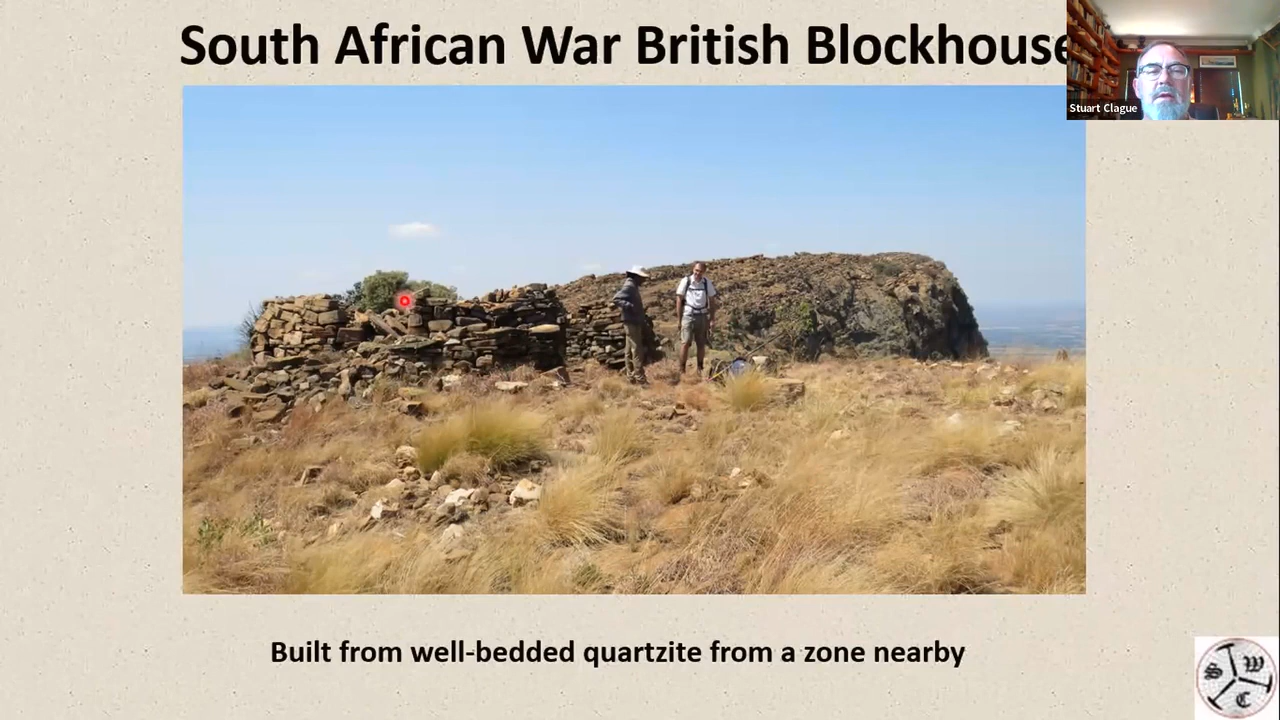 South African War British Blockhouse
Stuart Clague
Built from well-bedded quartzite from a zone nearby
S W
C